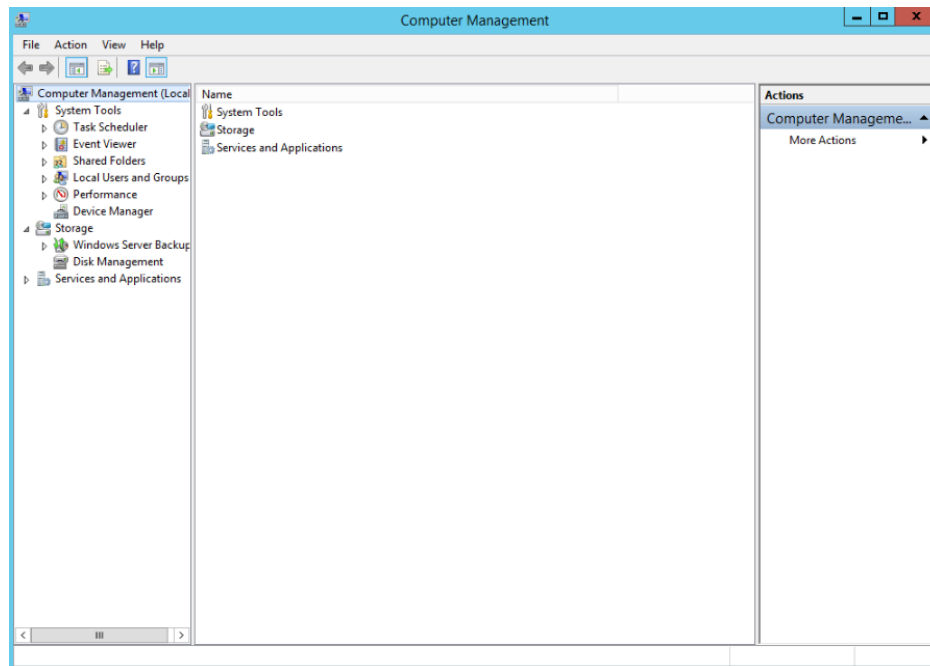 Computer Management
File Action View Help
Computer Management (Local
System Tools
Task Scheduler
Event Viewer
Shared Folders
Local Users and Groups
Performance
Device Manager
Storage
Windows Server Backup
Disk Management
Services and Applications
Name
System Tools
Storage
Services and Applications
Actions
Computer Manageme...
More Actions